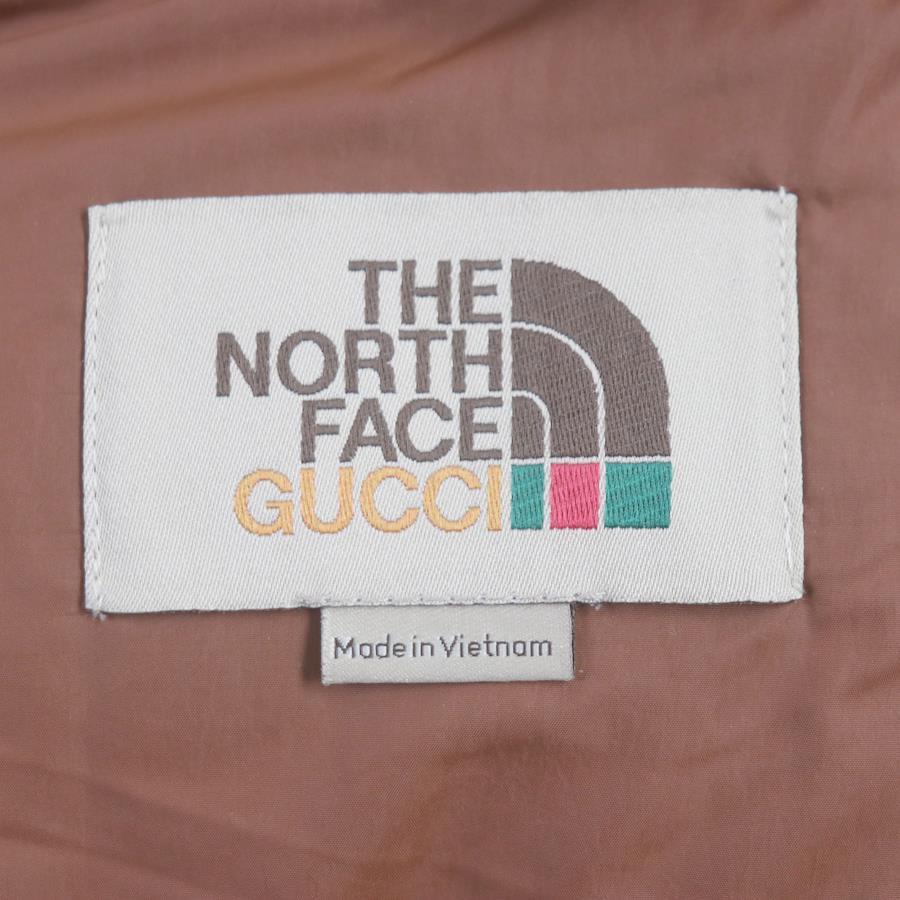 THE
NORTH
FACE
GUCCI
Made in Vietnam